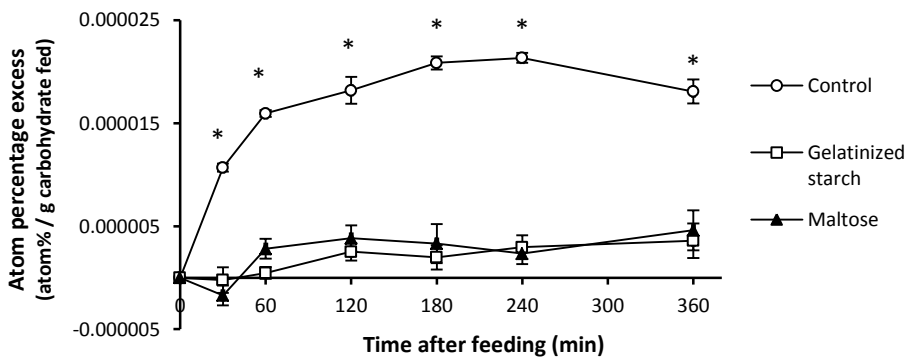 0.000025
0.000015
0.000005
-0.000005
Atom percentage excess
(atom% / g carbohydrate fed)
* * * * * * *
0 60 120 180 240 300 360
Time after feeding (min)
Control
Gelatinized
starch
Maltose